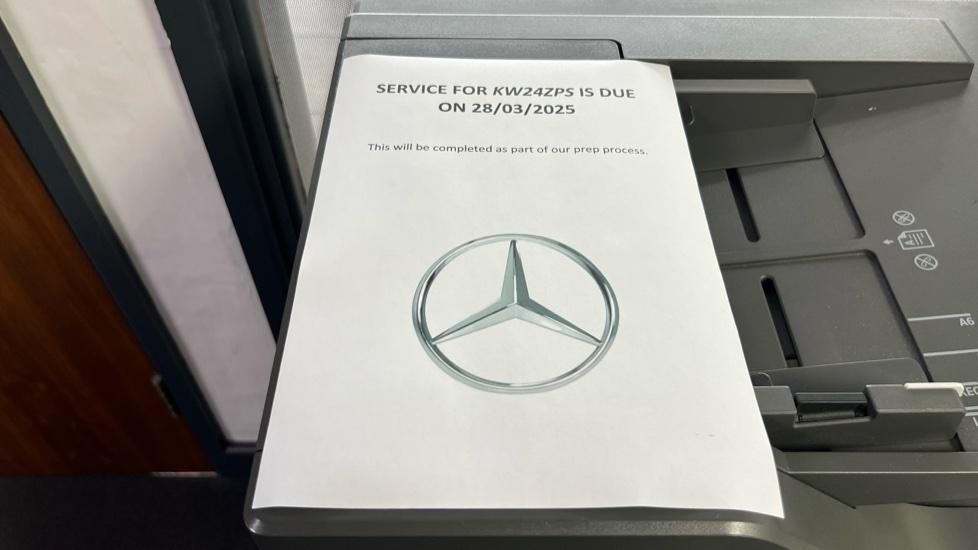 SERVICE FOR KW24ZPS IS DUE
ON 28/03/2025
This will be completed as part of our prep process.
A6